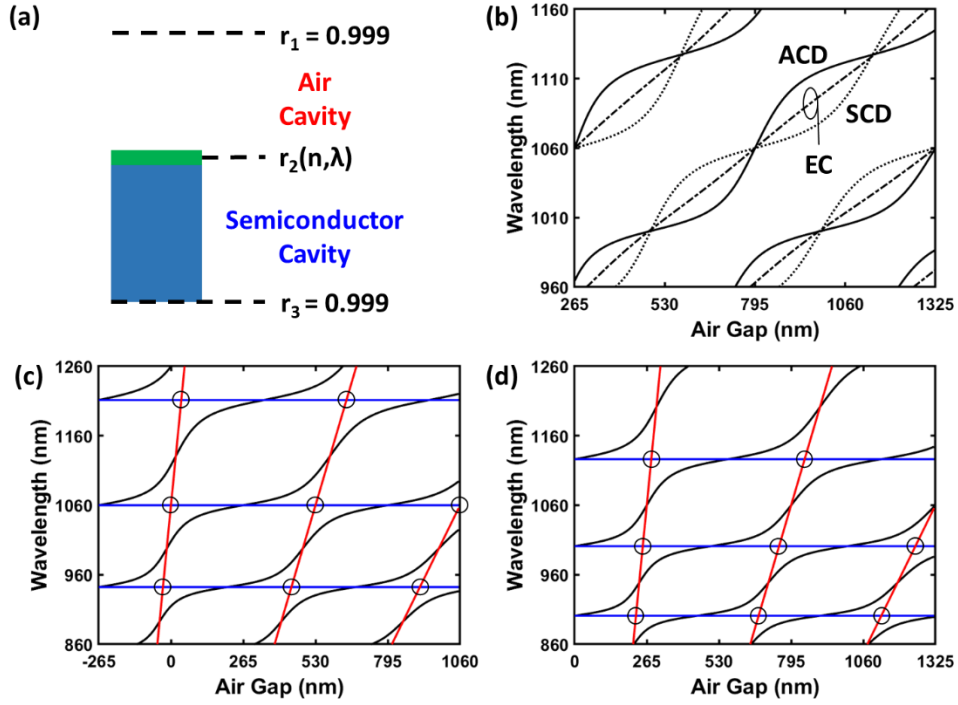 (a)
r₁ = 0.999
Air
Cavity
r₂(n,λ)
Semiconductor
Cavity
r₃ = 0.999
(b)
1160
1110
1060
1010
960
Wavelength (nm)
ACD
SCD
EC
265 530 795 1060 1325
Air Gap (nm)
(c)
1260
1160
1060
960
860
Wavelength (nm)
-265 0 265 530 795 1060
Air Gap (nm)
(d)
1260
1160
1060
960
860
Wavelength (nm)
0 265 530 795 1060 1325
Air Gap (nm)